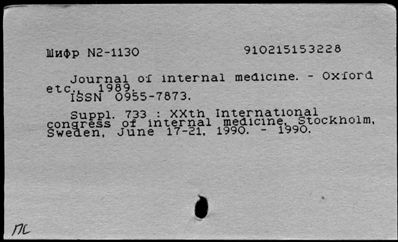 Шифр N2-1130 910215153228
Journal of internal medicine. - Oxford
etc., 1989.
ISSN 0955-7873.
Suppl. 733 : XXth International
congress of internal medicine, Stockholm,
Sweden, June 17-21, 1990. - 1990.
ПС